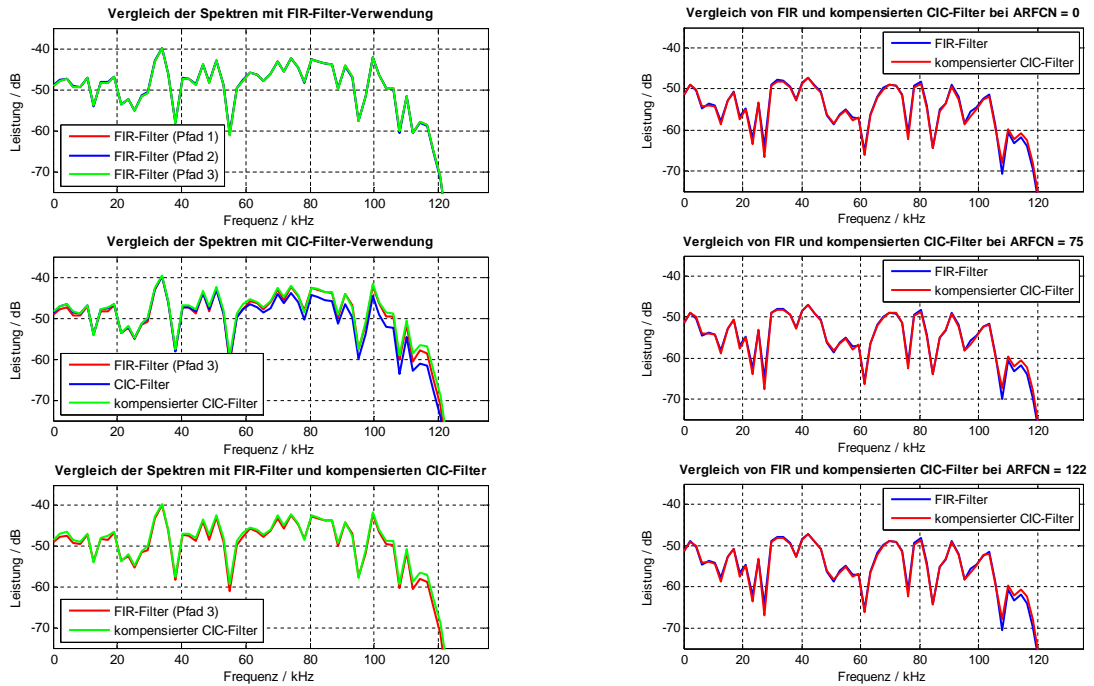 Vergleich der Spektren mit FIR-Filter-Verwendung
-40
-50
-60
-70
Leistung / dB
FIR-Filter (Pfad 1)
FIR-Filter (Pfad 2)
FIR-Filter (Pfad 3)
0 20 40 60 80 100 120
Frequenz / kHz
Vergleich der Spektren mit CIC-Filter-Verwendung
-40
-50
-60
-70
Leistung / dB
FIR-Filter (Pfad 3)
CIC-Filter
kompensierter CIC-Filter
0 20 40 60 80 100 120
Frequenz / kHz
Vergleich der Spektren mit FIR-Filter und kompensierten CIC-Filter
-40
-50
-60
-70
Leistung / dB
FIR-Filter (Pfad 3)
kompensierter CIC-Filter
0 20 40 60 80 100 120
Frequenz / kHz
Vergleich von FIR und kompensierten CIC-Filter bei ARFCN = 0
-40
-50
-60
-70
Leistung / dB
FIR-Filter
kompensierter CIC-Filter
0 20 40 60 80 100 120
Frequenz / kHz
Vergleich von FIR und kompensierten CIC-Filter bei ARFCN = 75
-40
-50
-60
-70
Leistung / dB
FIR-Filter
kompensierter CIC-Filter
0 20 40 60 80 100 120
Frequenz / kHz
Vergleich von FIR und kompensierten CIC-Filter bei ARFCN = 122
-40
-50
-60
-70
Leistung / dB
FIR-Filter
kompensierter CIC-Filter
0 20 40 60 80 100 120
Frequenz / kHz